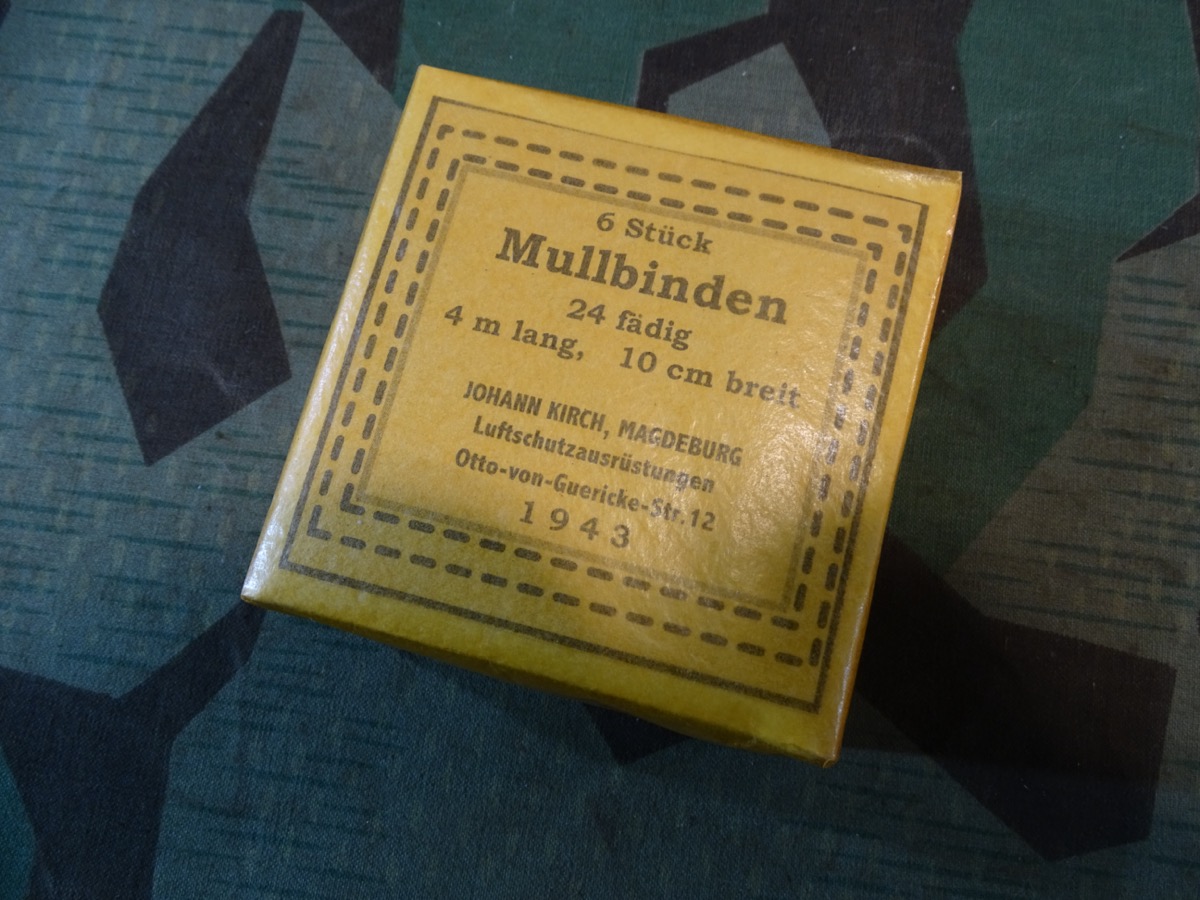 6 Stück
Mullbinden
24 fädig
4 m lang, 10 cm breit
JOHANN KIRCH, MAGDEBURG
Luftschutzausrüstungen
Otto-von-Guericke-Str. 12
1943